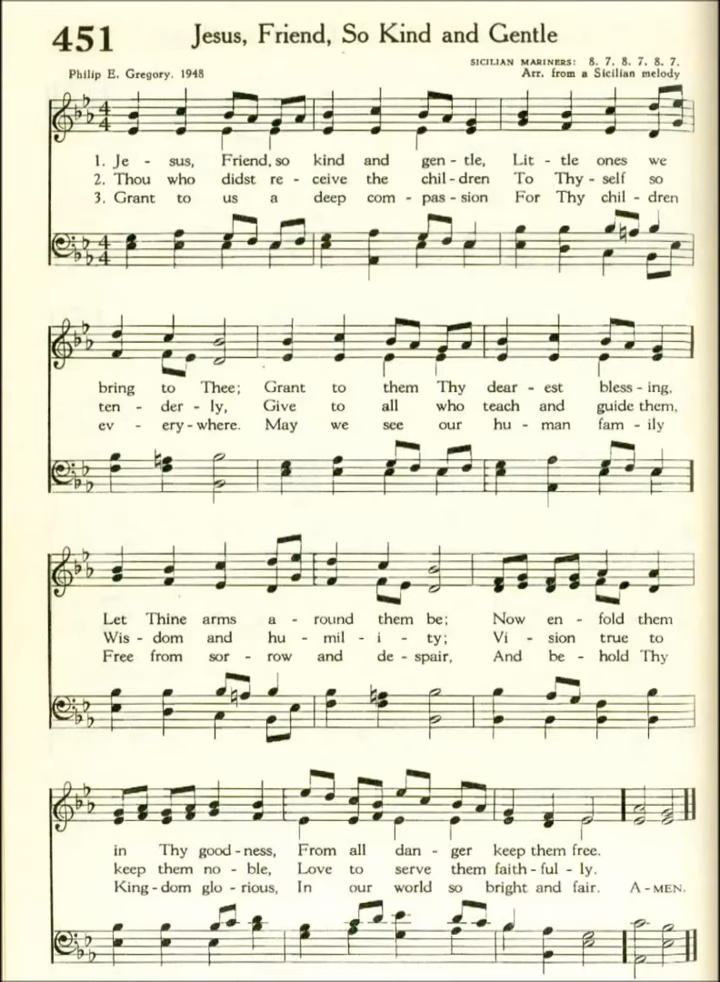 451
Jesus, Friend, So Kind and Gentle
Philip E. Gregory. 1948
SICILIAN MARINERS: 8. 7. 8. 7. 8. 7.
Arr. from a Sicilian melody
4
4
1. Je - sus, Friend, so kind and gen - tle, Lit - tle ones we
2. Thou who didst re - ceive the chil - dren To Thy - self so
3. Grant to us a deep com - pas - sion For Thy chil - dren
4
4
bring to Thee; Grant to them Thy dear - est bless - ing,
ten - der - ly, Give to all who teach and guide them,
ev - ery - where. May we see our hu - man fam - ily
Let Thine arms a - round them be; Now en - fold them
Wis - dom and hu - mil - i - ty; Vi - sion true to
Free from sor - row and de - spair, And be - hold Thy
in Thy good - ness, From all dan - ger keep them free.
keep them no - ble, Love to serve them faith - ful - ly.
King - dom glo - rious, In our world so bright and fair. A - MEN.